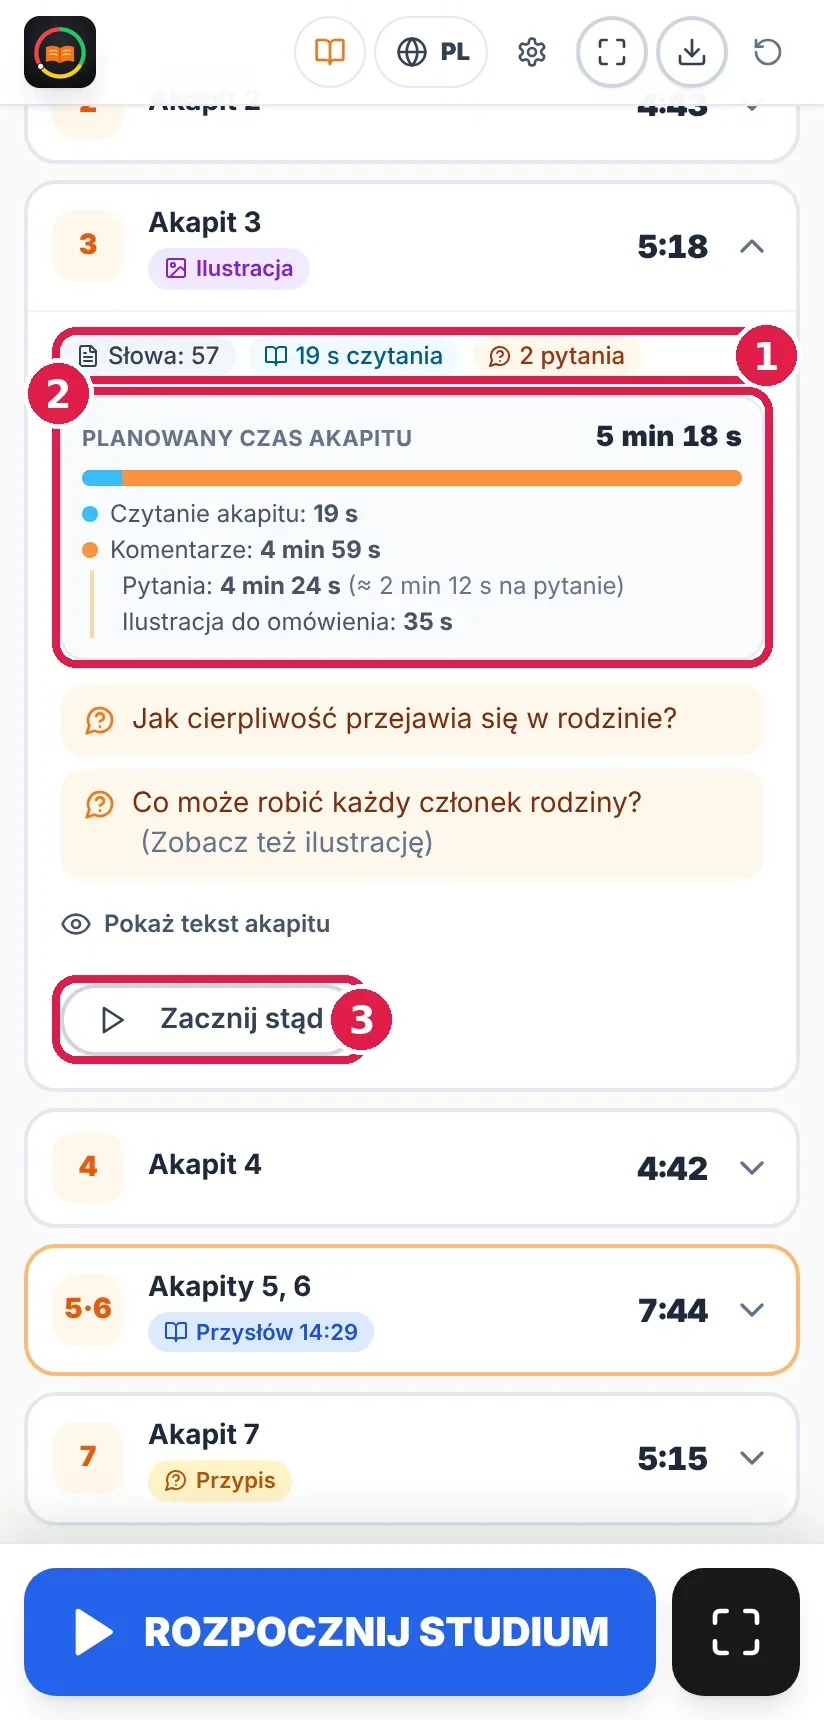 PL
2
Akapit 2
4:43
3
Akapit 3
Ilustracja
5:18
Słowa: 57
19 s czytania
2 pytania
1
2
PLANOWANY CZAS AKAPITU
5 min 18 s
Czytanie akapitu: 19 s
Komentarze: 4 min 59 s
Pytania: 4 min 24 s (≈ 2 min 12 s na pytanie)
Ilustracja do omówienia: 35 s
Jak cierpliwość przejawia się w rodzinie?
Co może robić każdy członek rodziny?
(Zobacz też ilustrację)
Pokaż tekst akapitu
Zacznij stąd
3
4
Akapit 4
4:42
5·6
Akapity 5, 6
Przysłów 14:29
7:44
7
Akapit 7
Przypis
5:15
ROZPOCZNIJ STUDIUM